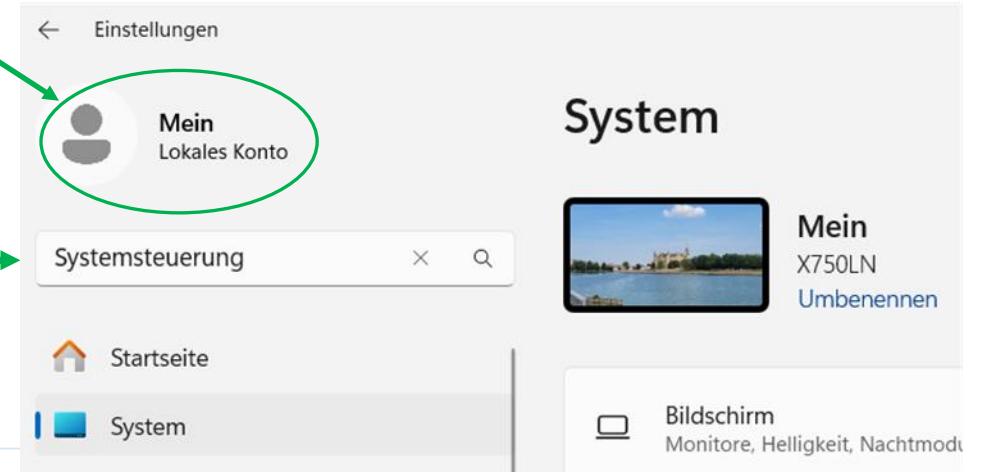 Einstellungen
Mein
Lokales Konto
Systemsteuerung
Startseite
System
System
Mein
X750LN
Umbenennen
Bildschirm
Monitore, Helligkeit, Nachtmodu